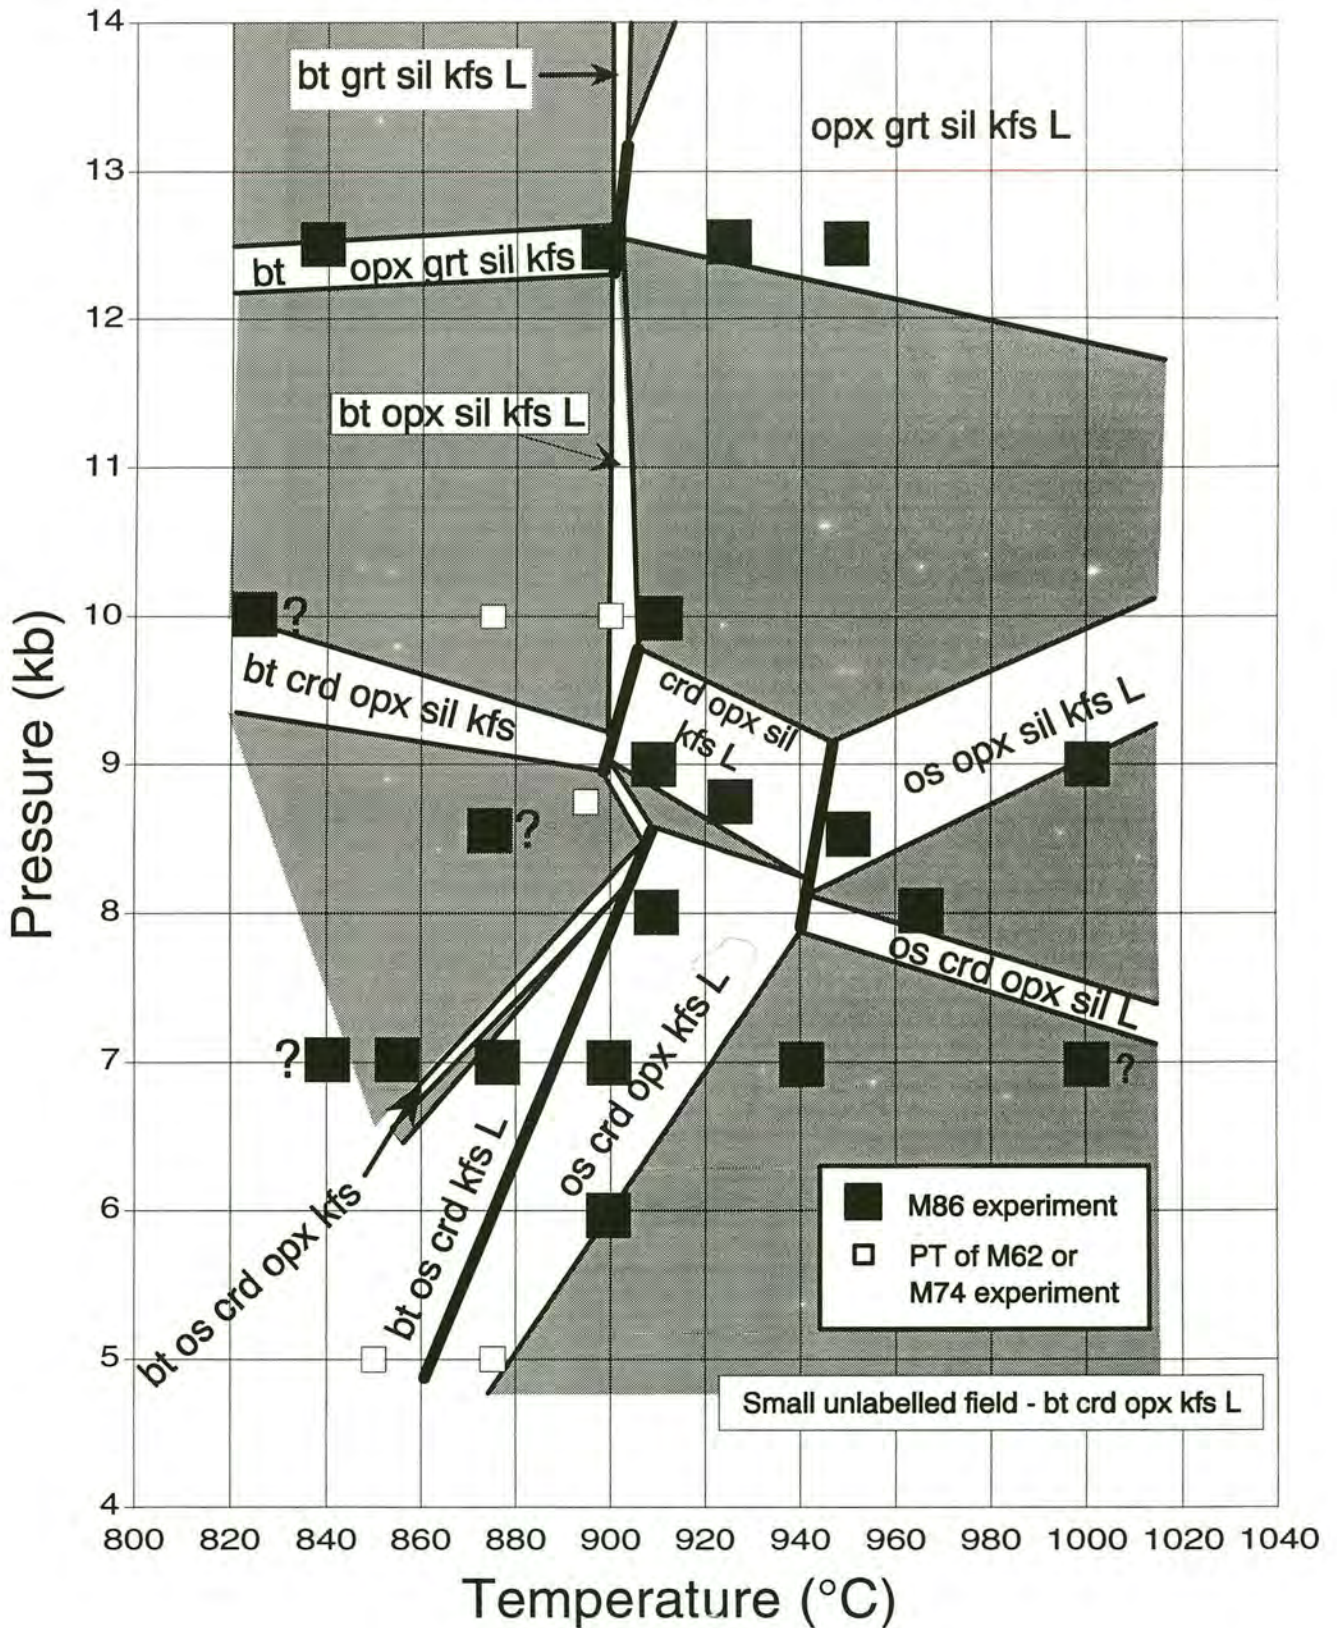 14
13
12
11
10
9
8
7
6
5
4
Pressure (kb)
bt grt sil kfs L
opx grt sil kfs L
bt opx grt sil kfs
bt opx sil kfs L
?
bt crd opx sil kfs
crd opx sil
kfs L
os opx sil kfs L
?
os crd opx sil L
os crd opx kfs L
?
?
bt os crd kfs L
bt os crd opx kfs
M86 experiment
PT of M62 or
M74 experiment
Small unlabelled field - bt crd opx kfs L
800 820 840 860 880 900 920 940 960 980 1000 1020 1040
Temperature (°C)